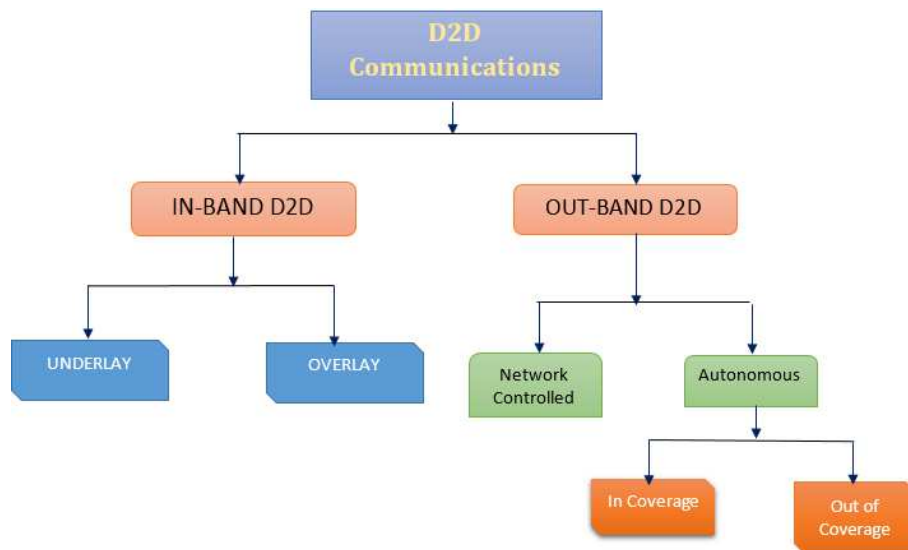 D2D
Communications
IN-BAND D2D
OUT-BAND D2D
UNDERLAY
OVERLAY
Network
Controlled
Autonomous
In Coverage
Out of
Coverage